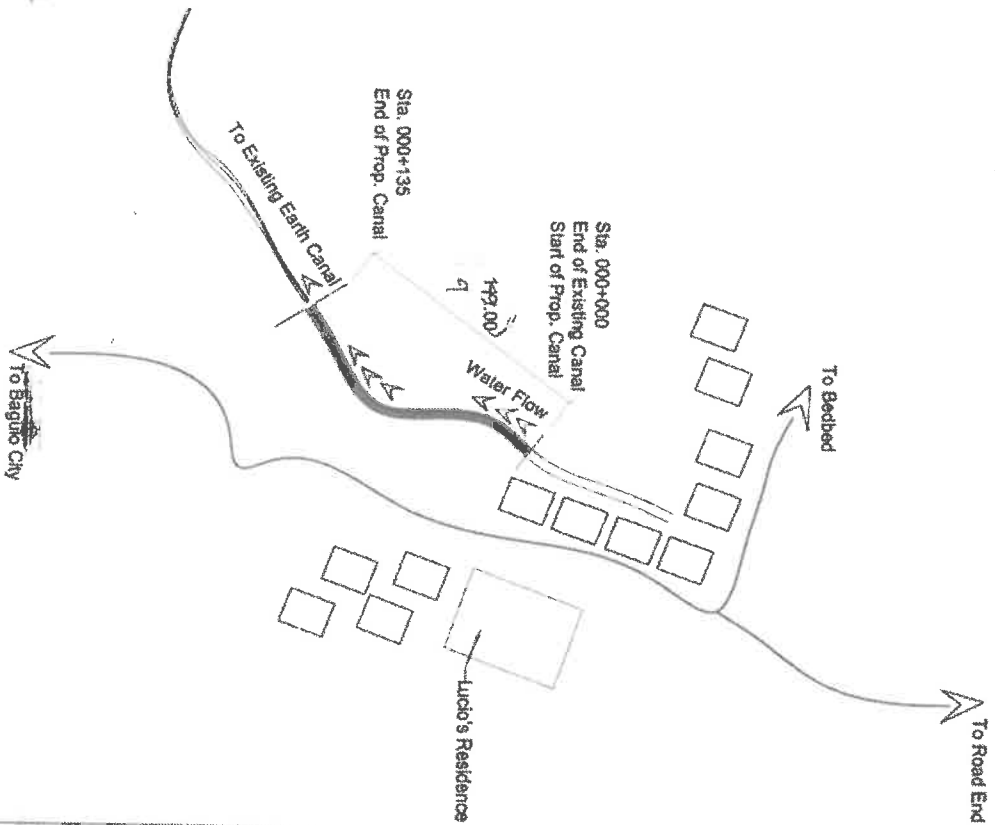 To Road End
To Bedbed
Sta. 000+000
End of Existing Canal
Start of Prop. Canal
Water Flow
Sta. 000+135
End of Prop. Canal
To Existing Earth Canal
Lucio's Residence
To Baguio City